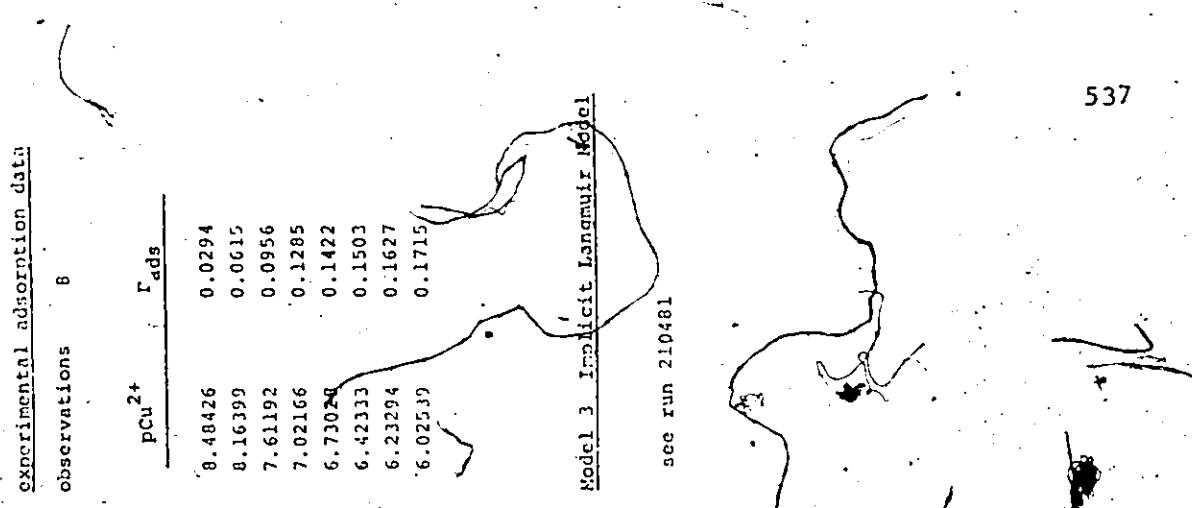 537
experimental adsorption data
observations 8
pCu2+ Γads
8.48426 0.0294
8.16399 0.0615
7.61192 0.0956
7.02166 0.1285
0.1422
6.42333 0.1503
6.23294 0.1627
6.02539 0.1715
Model 3 Implicit Langmuir Model
see run 210481